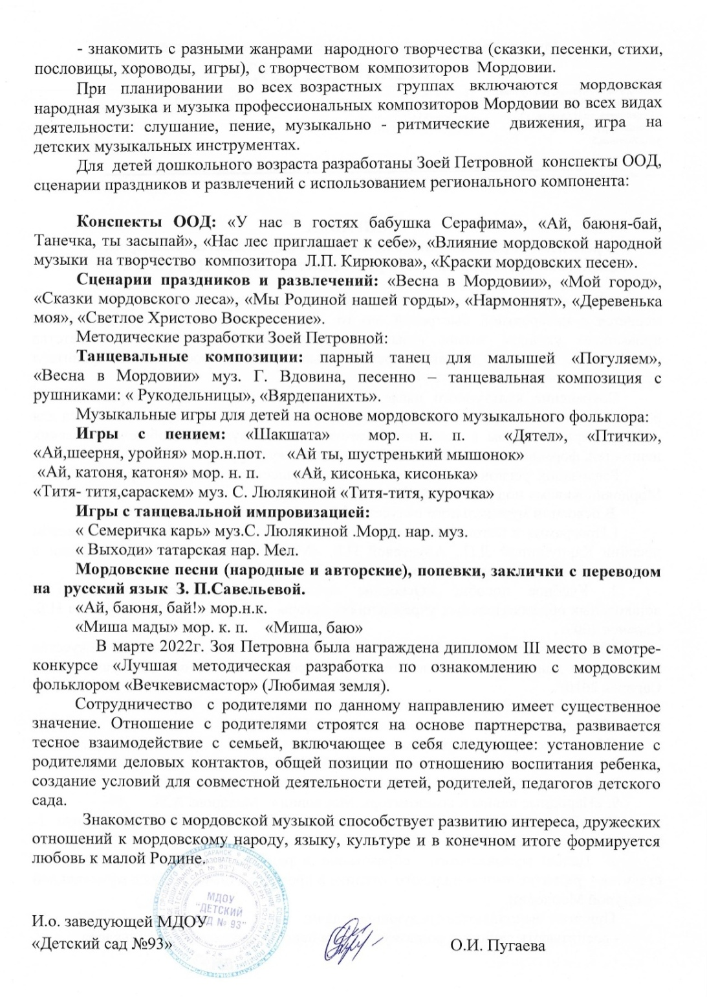 - знакомить с разными жанрами народного творчества (сказки, песенки, стихи,
пословицы, хороводы, игры), с творчеством композиторов Мордовии.
При планировании во всех возрастных группах включаются мордовская
народная музыка и музыка профессиональных композиторов Мордовии во всех видах
деятельности: слушание, пение, музыкально - ритмические движения, игра на
детских музыкальных инструментах.
Для детей дошкольного возраста разработаны Зоей Петровной конспекты ООД,
сценарии праздников и развлечений с использованием регионального компонента:
Конспекты ООД: «У нас в гостях бабушка Серафима», «Ай, баюня-бай,
Танечка, ты засыпай», «Нас лес приглашает к себе», «Влияние мордовской народной
музыки на творчество композитора Л.П. Кирюкова», «Краски мордовских песен».
Сценарии праздников и развлечений: «Весна в Мордовии», «Мой город»,
«Сказки мордовского леса», «Мы Родиной нашей горды», «Нармоннят», «Деревенька
моя», «Светлое Христово Воскресение».
Методические разработки Зоей Петровной:
Танцевальные композиции: парный танец для малышей «Погуляем»,
«Весна в Мордовии» муз. Г. Вдовина, песенно – танцевальная композиция с
рушниками: « Рукодельницы», «Вярдепанихть».
Музыкальные игры для детей на основе мордовского музыкального фольклора:
Игры с пением: «Шакшата» мор. н. п. «Дятел», «Птички»,
«Ай,шеерня, уройня» мор.н.пот. «Ай ты, шустренький мышонок»
«Ай, катоня, катоня» мор. н. п. «Ай, кисонька, кисонька»
«Титя- титя,сараскем» муз. С. Люлякиной «Титя-титя, курочка»
Игры с танцевальной импровизацией:
« Семеричка карь» муз.С. Люлякиной .Морд. нар. муз.
« Выходи» татарская нар. Мел.
Мордовские песни (народные и авторские), попевки, заклички с переводом
на русский язык З. П.Савельевой.
«Ай, баюня, бай!» мор.н.к.
«Миша мады» мор. к. п. «Миша, баю»
В марте 2022г. Зоя Петровна была награждена дипломом III место в смотре-
конкурсе «Лучшая методическая разработка по ознакомлению с мордовским
фольклором «Вечкевисмастор» (Любимая земля).
Сотрудничество с родителями по данному направлению имеет существенное
значение. Отношение с родителями строятся на основе партнерства, развивается
тесное взаимодействие с семьей, включающее в себя следующее: установление с
родителями деловых контактов, общей позиции по отношению воспитания ребенка,
создание условий для совместной деятельности детей, родителей, педагогов детского
сада.
Знакомство с мордовской музыкой способствует развитию интереса, дружеских
отношений к мордовскому народу, языку, культуре и в конечном итоге формируется
любовь к малой Родине.
МДОУ
"ДЕТСКИЙ
САД № 93"
И.о. заведующей МДОУ
«Детский сад №93» О.И. Пугаева